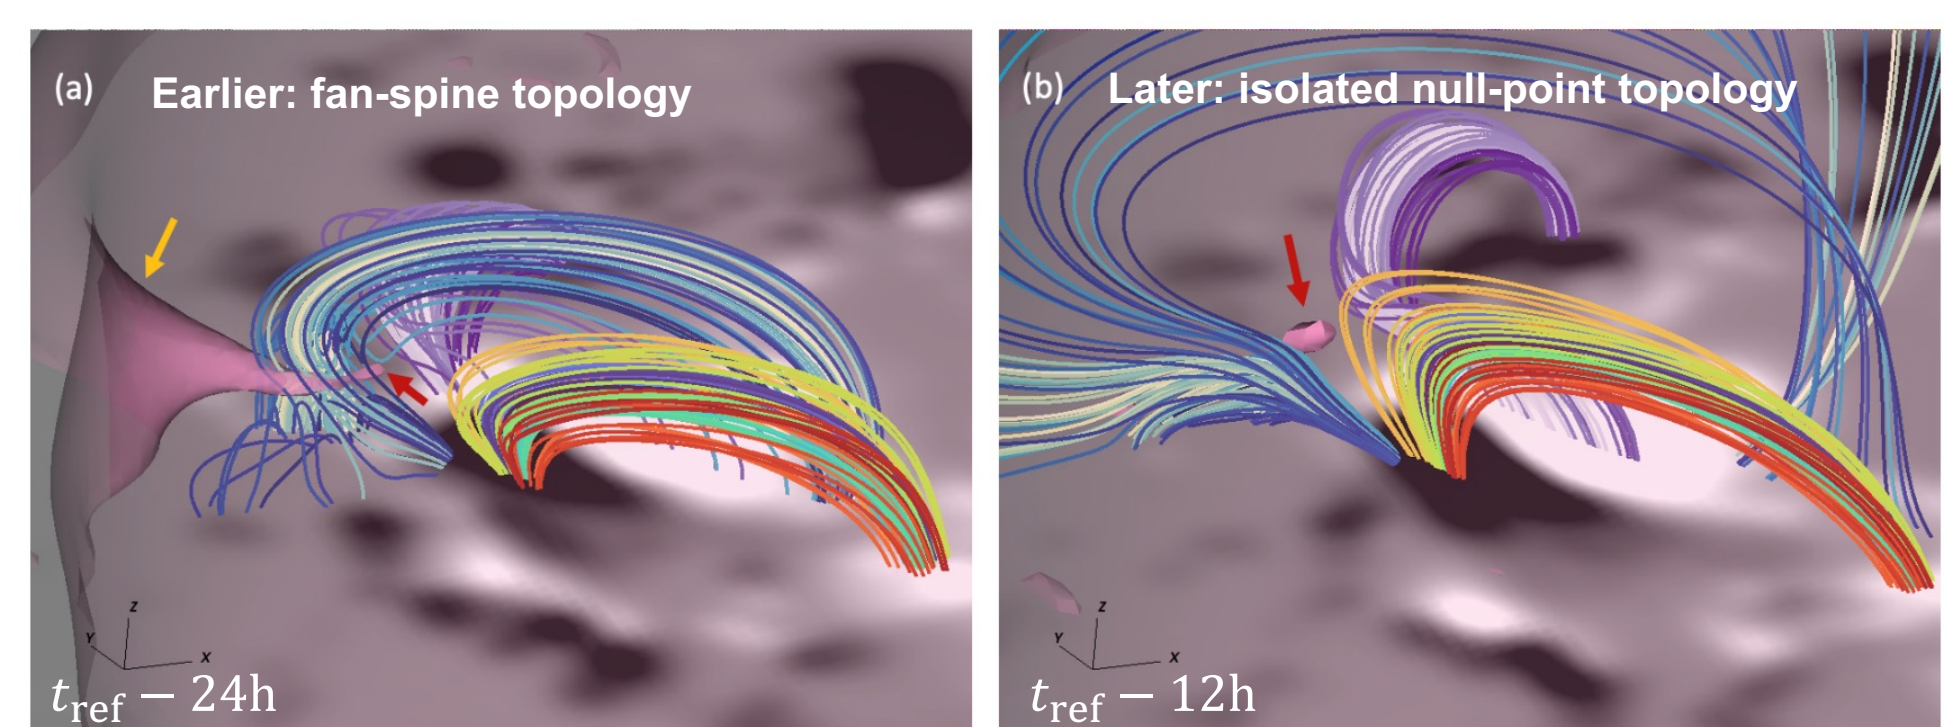 (a) Earlier: fan-spine topology
Z
Y
X
t_ref − 24h
(b) Later: isolated null-point topology
Z
Y
X
t_ref − 12h